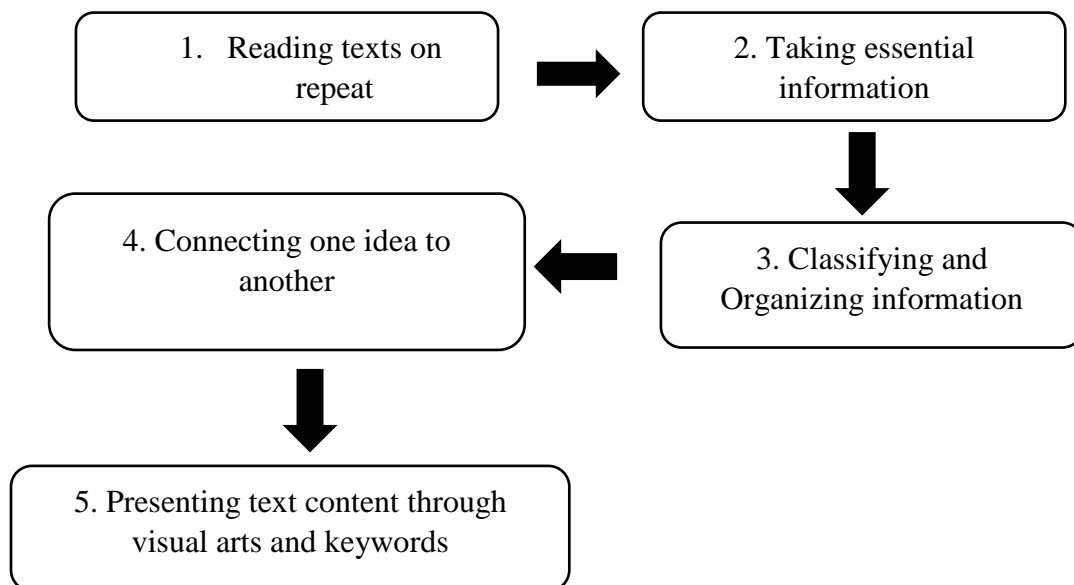 1. Reading texts on
repeat
2. Taking essential
information
3. Classifying and
Organizing information
4. Connecting one idea to
another
5. Presenting text content through
visual arts and keywords